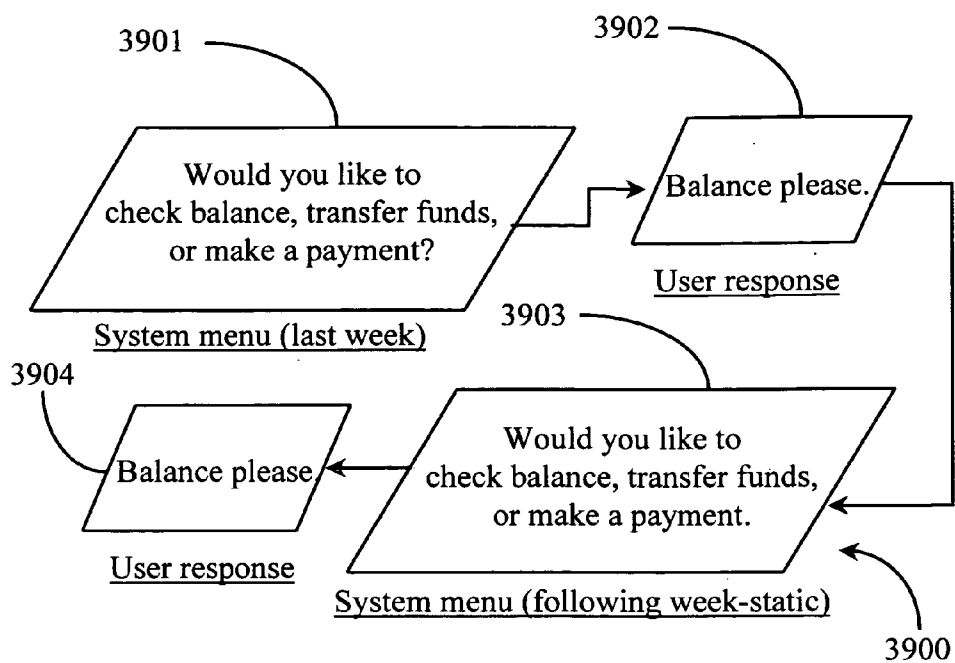 3901
3902
Would you like to
check balance, transfer funds,
or make a payment?
Balance please.
User response
System menu (last week)
3903
3904
Would you like to
check balance, transfer funds,
or make a payment.
Balance please.
User response
System menu (following week-static)
3900